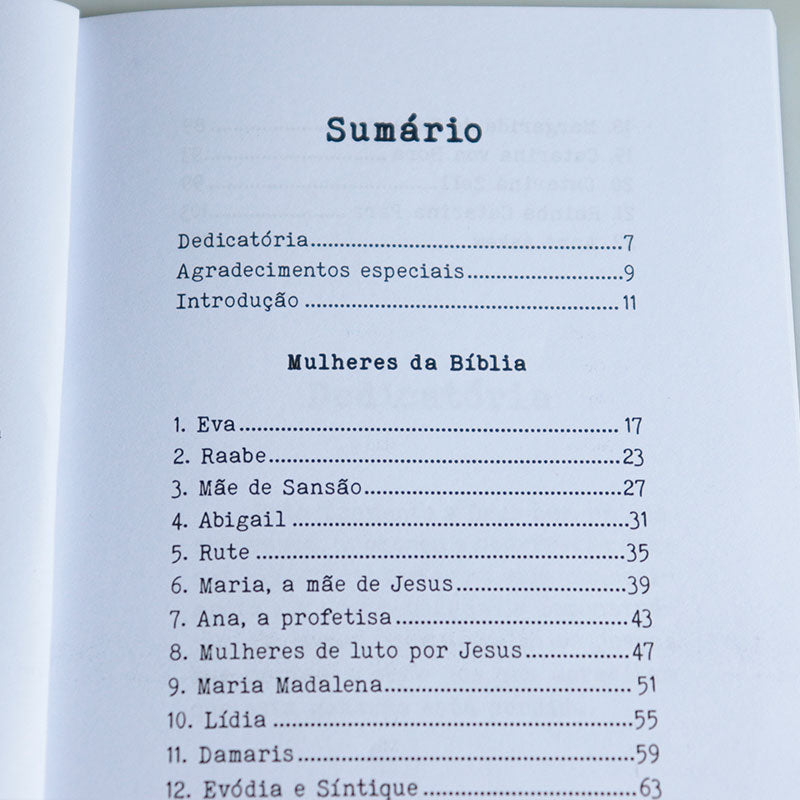 Sumário
Dedicatória..................................................7
Agradecimentos especiais.........................9
Introdução ...................................................11
Mulheres da Bíblia
1. Eva............................................................. 17
2. Raabe.........................................................23
3. Mãe de Sansão..........................................27
4. Abigail .......................................................31
5. Rute ............................................................35
6. Maria, a mãe de Jesus............................39
7. Ana, a profetisa........................................43
8. Mulheres de luto por Jesus..................47
9. Maria Madalena........................................ 51
10. Lídia ..........................................................55
11. Damaris.....................................................59
12. Evódia e Síntique ....................................63